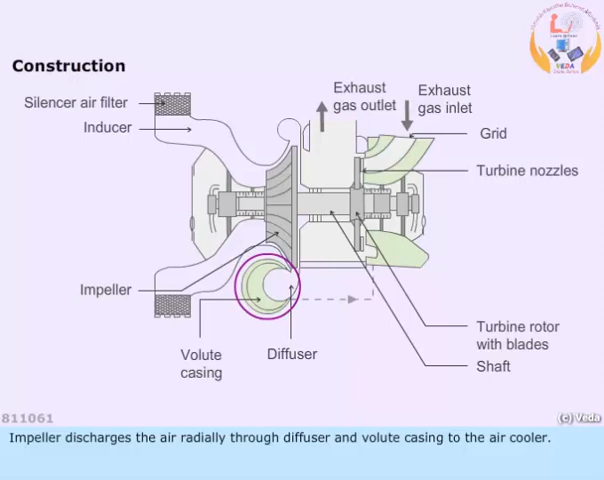 Construction
Silencer air filter
Inducer
Exhaust
gas outlet
Exhaust
gas inlet
Grid
Turbine nozzles
Impeller
Volute
casing
Diffuser
Turbine rotor
with blades
Shaft
VEDA
811061
(c) Veda
Impeller discharges the air radially through diffuser and volute casing to the air cooler.